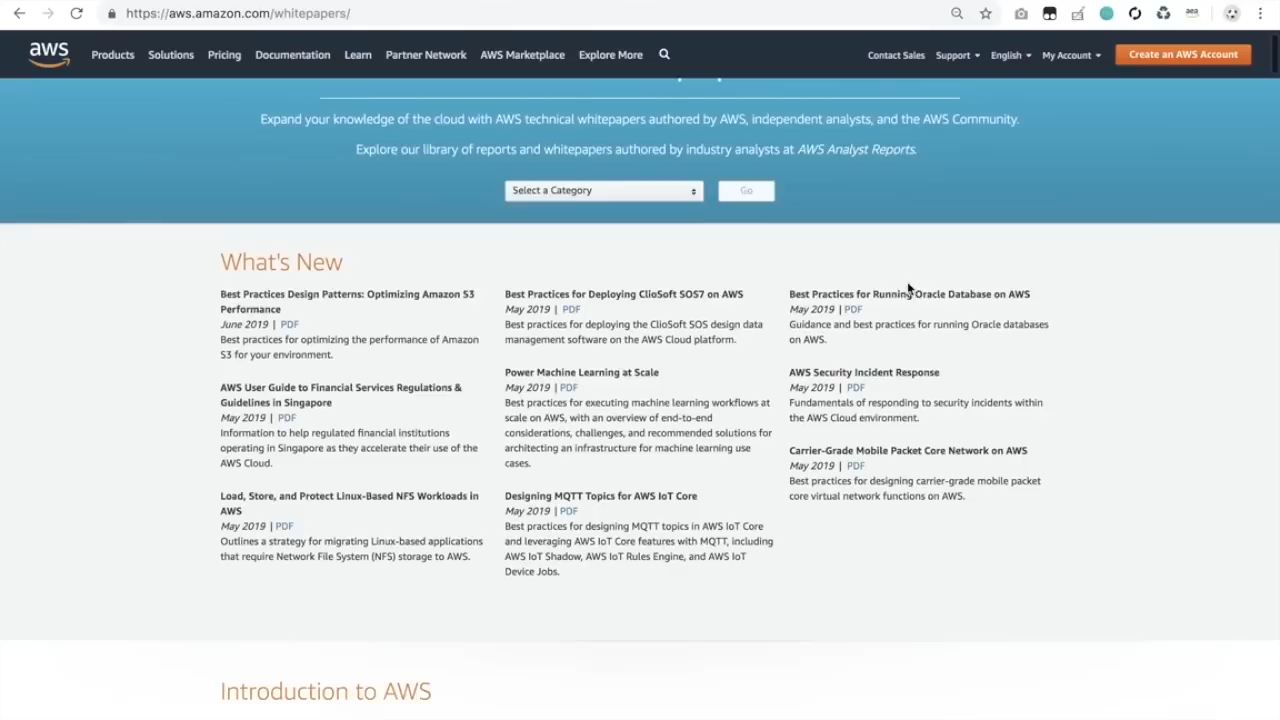 https://aws.amazon.com/whitepapers/
aws
Products Solutions Pricing Documentation Learn Partner Network AWS Marketplace Explore More
Contact Sales Support English My Account Create an AWS Account
Expand your knowledge of the cloud with AWS technical whitepapers authored by AWS, independent analysts, and the AWS Community.
Explore our library of reports and whitepapers authored by industry analysts at AWS Analyst Reports.
Select a Category Go
What's New
Best Practices Design Patterns: Optimizing Amazon S3
Performance
June 2019 | PDF
Best practices for optimizing the performance of Amazon
S3 for your environment.
AWS User Guide to Financial Services Regulations &
Guidelines in Singapore
May 2019 | PDF
Information to help regulated financial institutions
operating in Singapore as they accelerate their use of the
AWS Cloud.
Load, Store, and Protect Linux-Based NFS Workloads in
AWS
May 2019 | PDF
Outlines a strategy for migrating Linux-based applications
that require Network File System (NFS) storage to AWS.
Best Practices for Deploying ClioSoft SOS7 on AWS
May 2019 | PDF
Best practices for deploying the ClioSoft SOS design data
management software on the AWS Cloud platform.
Power Machine Learning at Scale
May 2019 | PDF
Best practices for executing machine learning workflows at
scale on AWS, with an overview of end-to-end
considerations, challenges, and recommended solutions for
architecting an infrastructure for machine learning use
cases.
Designing MQTT Topics for AWS IoT Core
May 2019 | PDF
Best practices for designing MQTT topics in AWS IoT Core
and leveraging AWS IoT Core features with MQTT, including
AWS IoT Shadow, AWS IoT Rules Engine, and AWS IoT
Device Jobs.
Best Practices for Running Oracle Database on AWS
May 2019 | PDF
Guidance and best practices for running Oracle databases
on AWS.
AWS Security Incident Response
May 2019 | PDF
Fundamentals of responding to security incidents within
the AWS Cloud environment.
Carrier-Grade Mobile Packet Core Network on AWS
May 2019 | PDF
Best practices for designing carrier-grade mobile packet
core virtual network functions on AWS.
Introduction to AWS